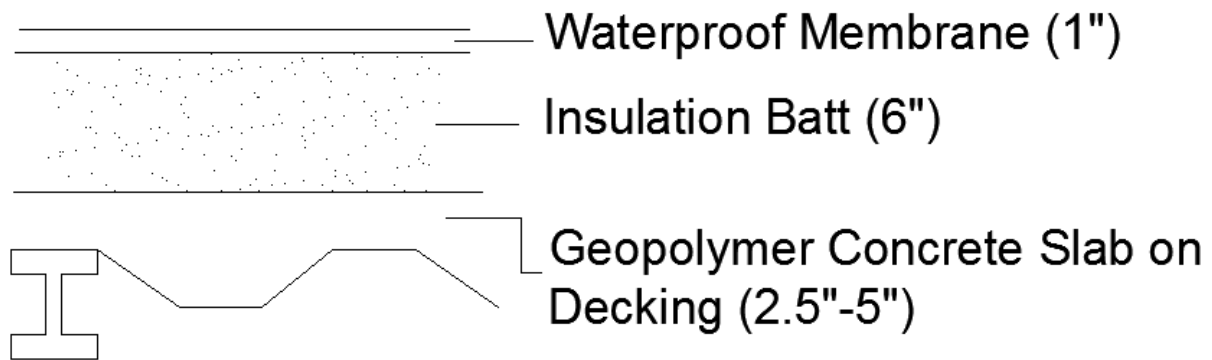 Waterproof Membrane (1")
Insulation Batt (6")
Geopolymer Concrete Slab on
Decking (2.5"-5")